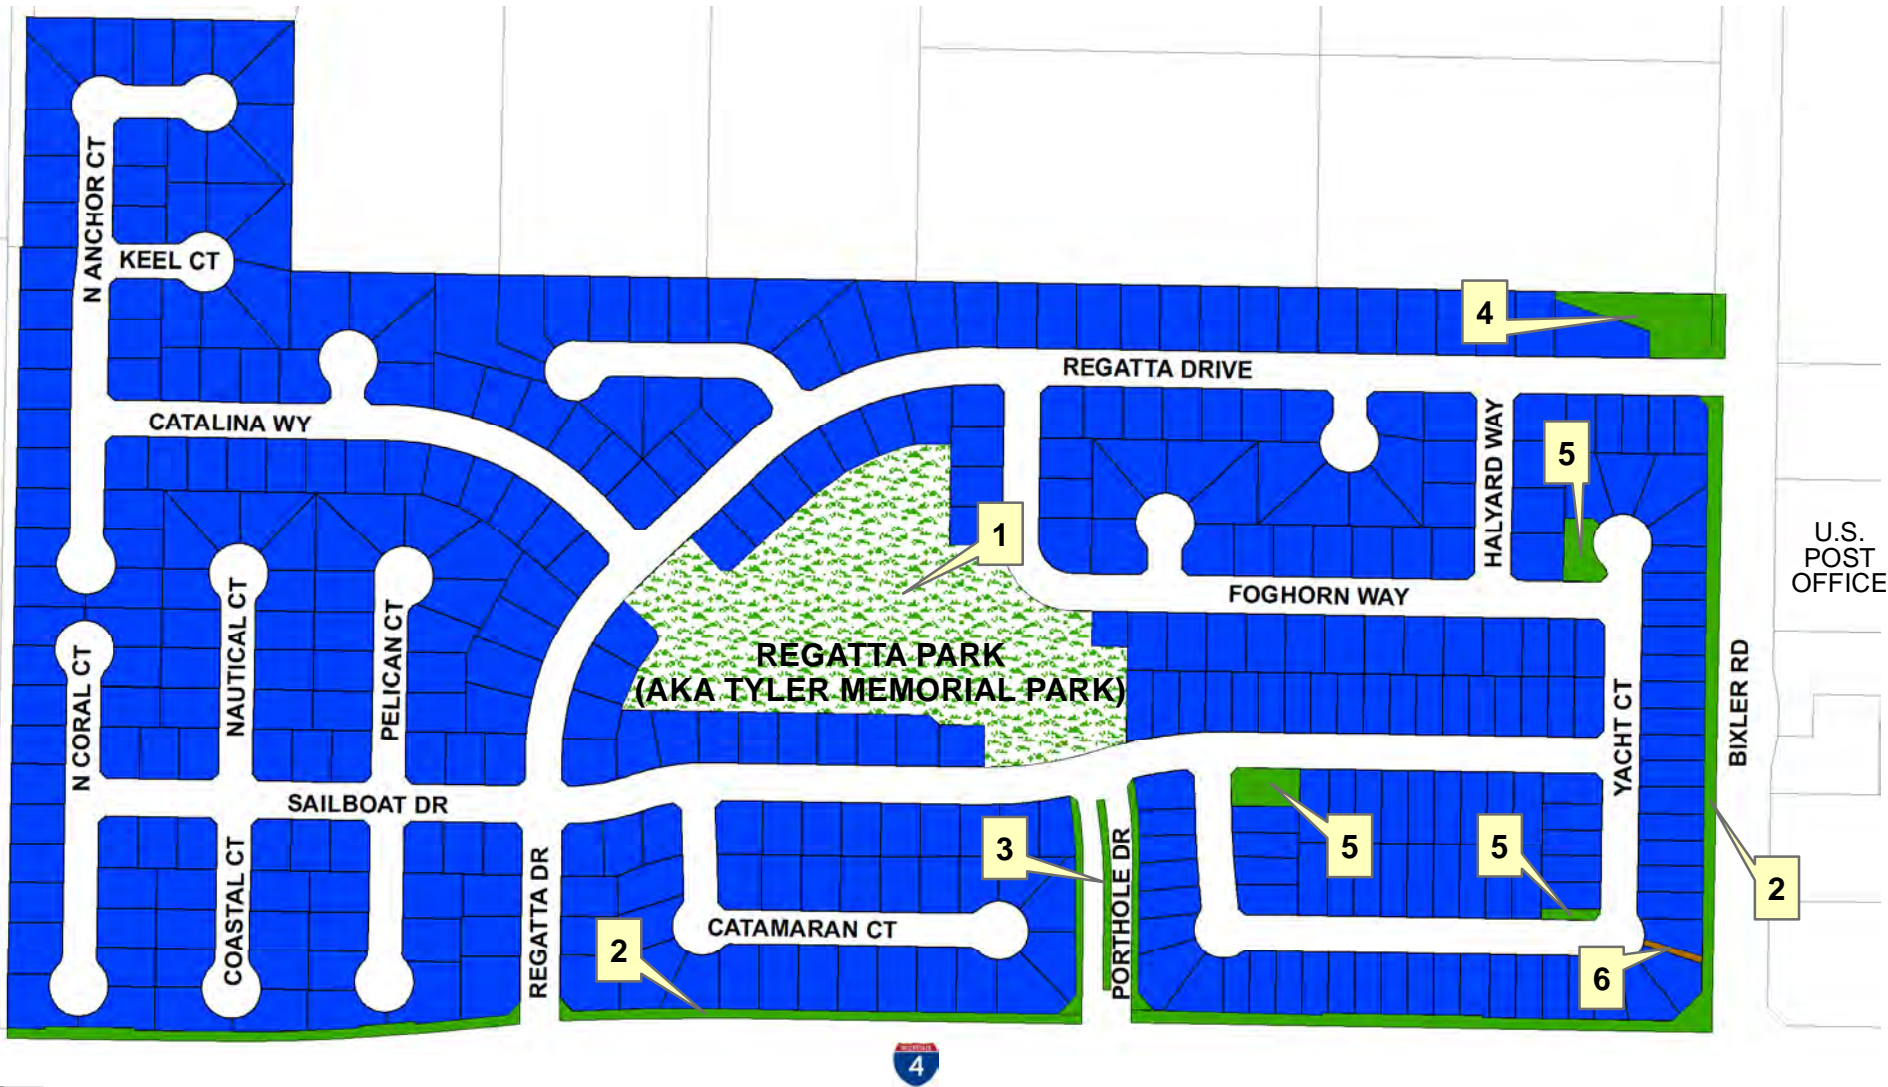 N ANCHOR CT
KEEL CT
4
REGATTA DRIVE
CATALINA WY
HALYARD WAY
5
1
U.S.
POST
OFFICE
FOGHORN WAY
NAUTICAL CT
PELICAN CT
N CORAL CT
REGATTA PARK
(AKA TYLER MEMORIAL PARK)
YACHT CT
BIXLER RD
SAILBOAT DR
3
PORTHOLE DR
5
5
2
COASTAL CT
REGATTA DR
CATAMARAN CT
2
6
INTERSTATE
4